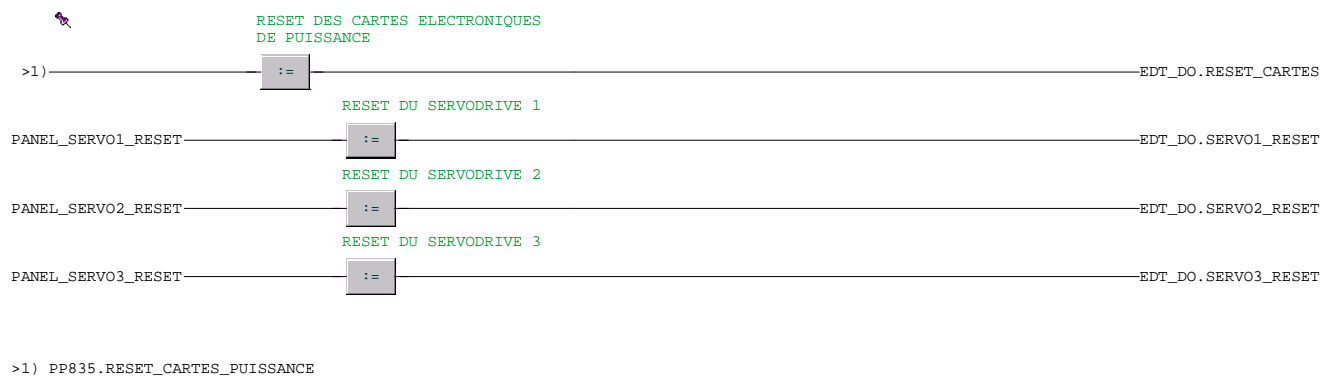 RESET DES CARTES ELECTRONIQUES
DE PUISSANCE
>1) := EDT_DO.RESET_CARTES
RESET DU SERVODRIVE 1
PANEL_SERVO1_RESET := EDT_DO.SERVO1_RESET
RESET DU SERVODRIVE 2
PANEL_SERVO2_RESET := EDT_DO.SERVO2_RESET
RESET DU SERVODRIVE 3
PANEL_SERVO3_RESET := EDT_DO.SERVO3_RESET
>1) PP835.RESET_CARTES_PUISSANCE